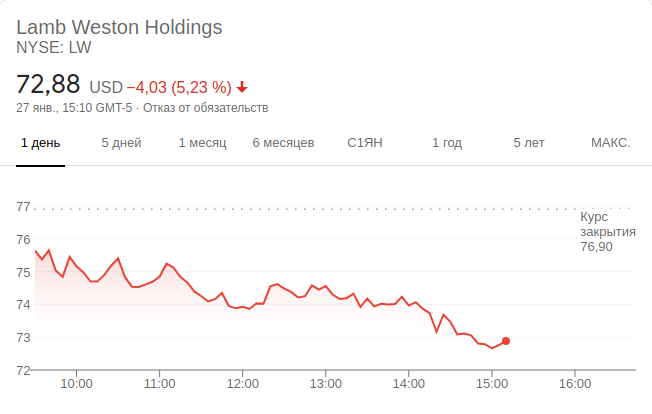 Lamb Weston Holdings
NYSE: LW
72,88 USD −4,03 (5,23 %)
27 янв., 15:10 GMT-5 · Отказ от обязательств
1 день 5 дней 1 месяц 6 месяцев С1ЯН 1 год 5 лет МАКС.
77
Курс
закрытия
76,90
76
75
74
73
72
10:00 11:00 12:00 13:00 14:00 15:00 16:00